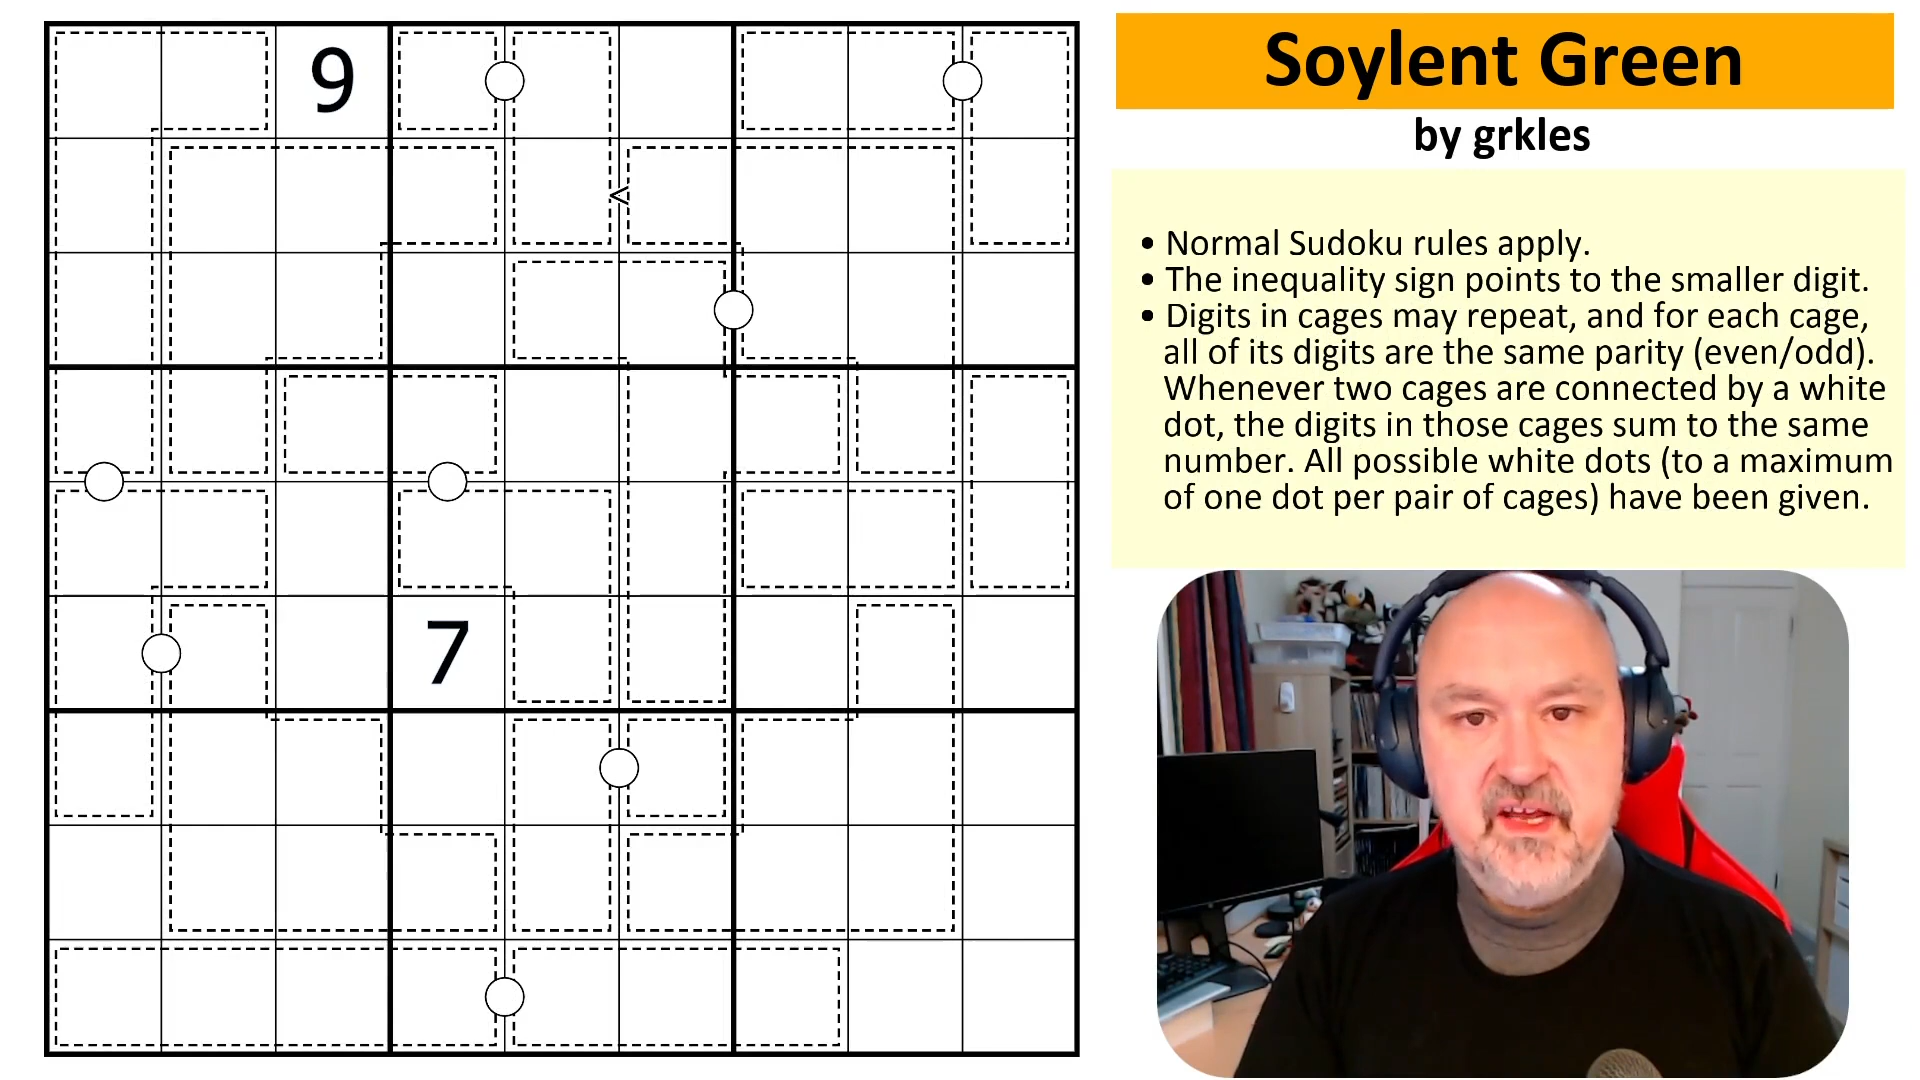 Soylent Green
by grkles
9
<
7
• Normal Sudoku rules apply.
• The inequality sign points to the smaller digit.
• Digits in cages may repeat, and for each cage,
all of its digits are the same parity (even/odd).
Whenever two cages are connected by a white
dot, the digits in those cages sum to the same
number. All possible white dots (to a maximum
of one dot per pair of cages) have been given.